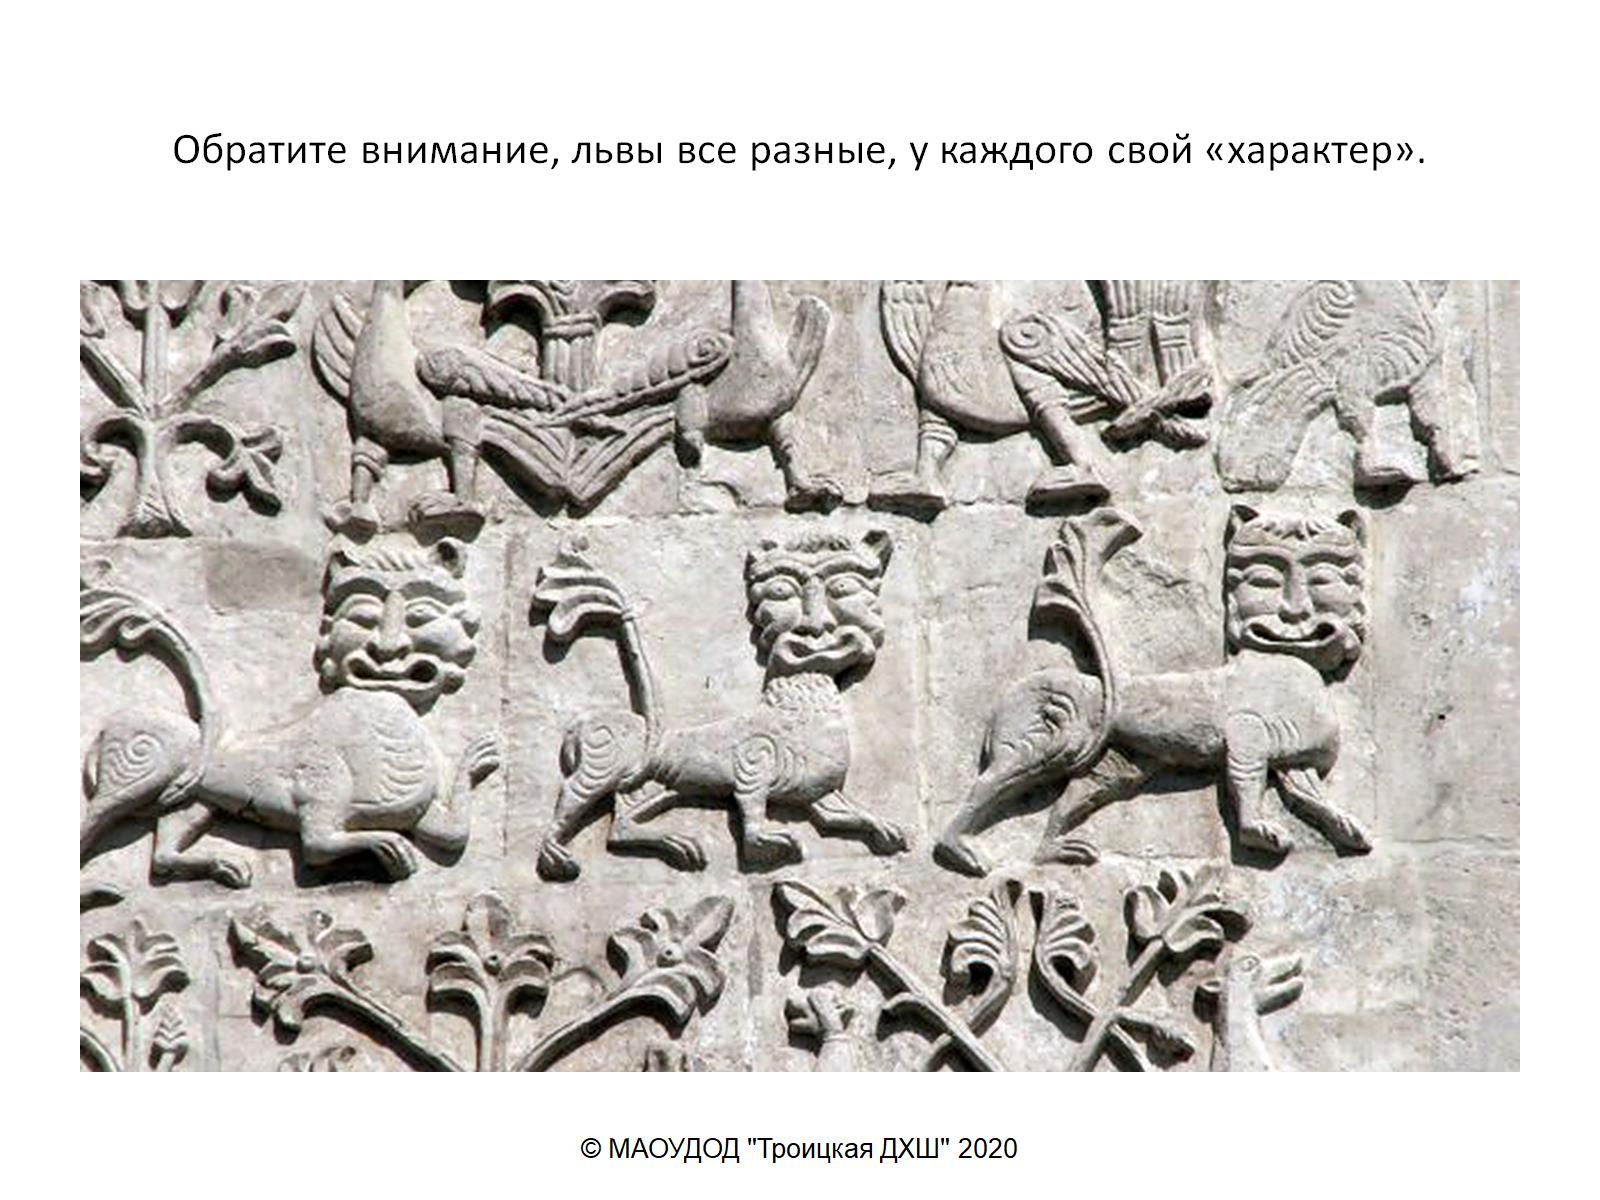 Обратите внимание, львы все разные, у каждого свой «характер».
© МАОУДОД "Троицкая ДХШ" 2020